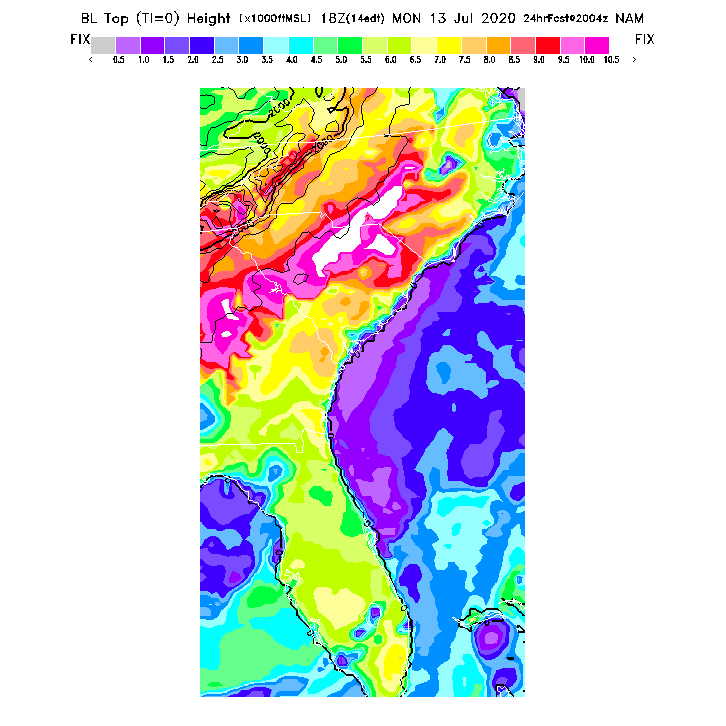 BL Top (TI=0) Height [x1000ftMSL] 18Z(14edt) MON 13 Jul 2020 24hrFcst@2004z NAM
FIX FIX
< 0.5 1.0 1.5 2.0 2.5 3.0 3.5 4.0 4.5 5.0 5.5 6.0 6.5 7.0 7.5 8.0 8.5 9.0 9.5 10.0 10.5 >
2000
2000